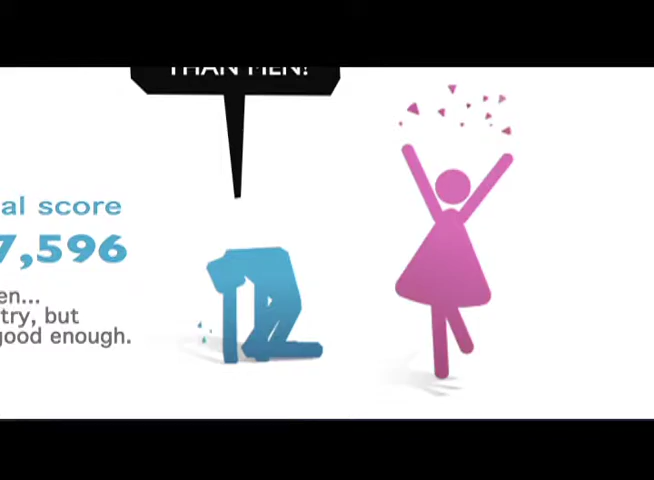 THAN MEN!
al score
7,596
en...
try, but
good enough.